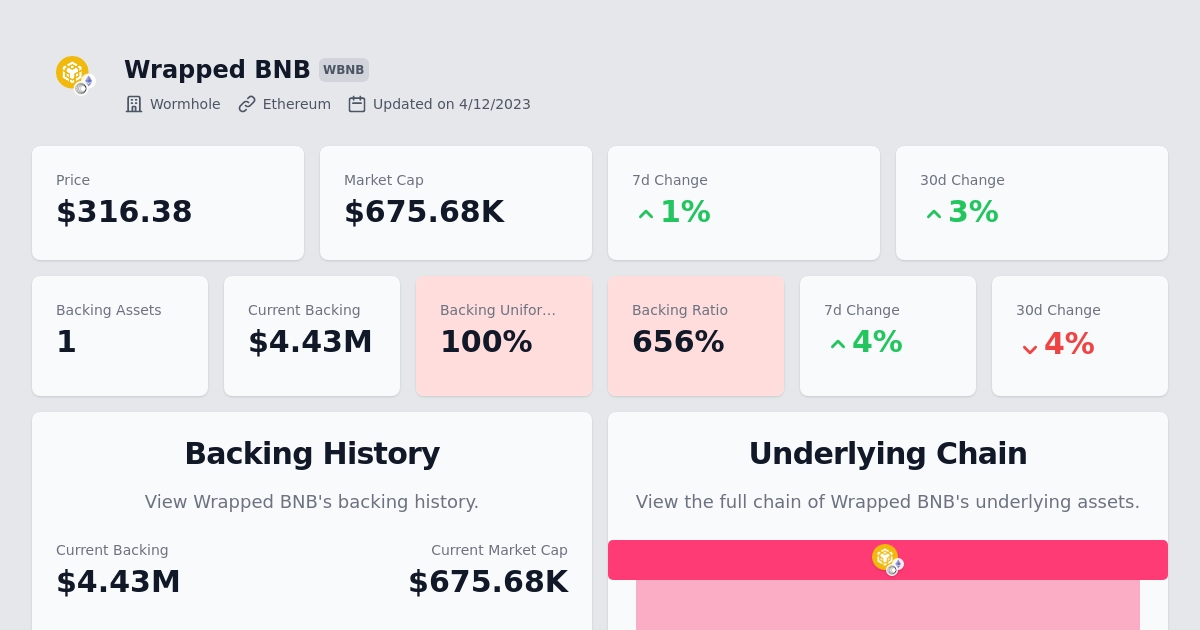 Wrapped BNB WBNB
Wormhole Ethereum Updated on 4/12/2023
Price
$316.38
Market Cap
$675.68K
7d Change
1%
30d Change
3%
Backing Assets
1
Current Backing
$4.43M
Backing Unifor...
100%
Backing Ratio
656%
7d Change
4%
30d Change
4%
Backing History
View Wrapped BNB's backing history.
Current Backing
$4.43M
Current Market Cap
$675.68K
Underlying Chain
View the full chain of Wrapped BNB's underlying assets.